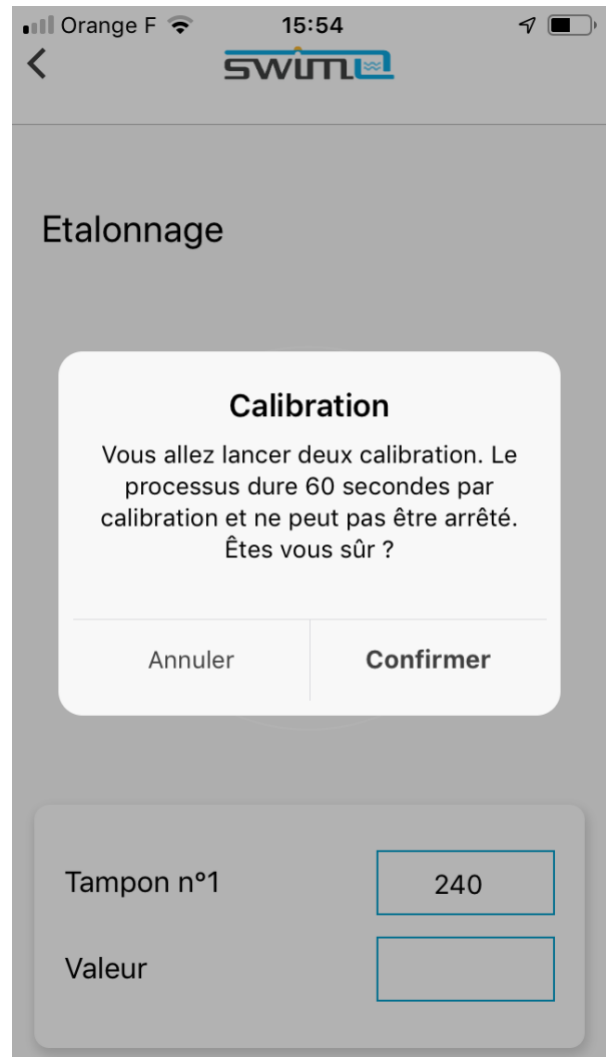 Orange F
15:54
swim
Etalonnage
Calibration
Vous allez lancer deux calibration. Le
processus dure 60 secondes par
calibration et ne peut pas être arrêté.
Êtes vous sûr ?
Annuler
Confirmer
Tampon n°1
240
Valeur